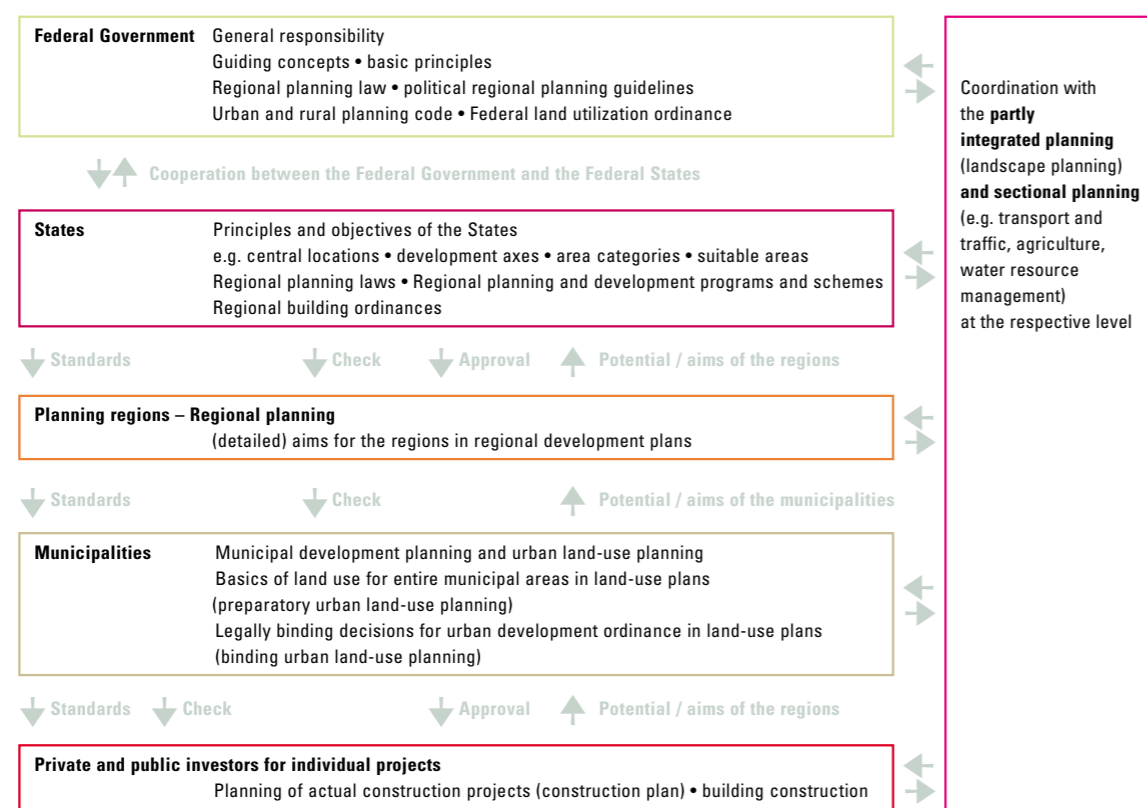 Federal Government General responsibility
Guiding concepts • basic principles
Regional planning law • political regional planning guidelines
Urban and rural planning code • Federal land utilization ordinance
Cooperation between the Federal Government and the Federal States
States Principles and objectives of the States
e.g. central locations • development axes • area categories • suitable areas
Regional planning laws • Regional planning and development programs and schemes
Regional building ordinances
Standards Check Approval Potential / aims of the regions
Planning regions – Regional planning
(detailed) aims for the regions in regional development plans
Standards Check Potential / aims of the municipalities
Municipalities Municipal development planning and urban land-use planning
Basics of land use for entire municipal areas in land-use plans
(preparatory urban land-use planning)
Legally binding decisions for urban development ordinance in land-use plans
(binding urban land-use planning)
Standards Check Approval Potential / aims of the regions
Private and public investors for individual projects
Planning of actual construction projects (construction plan) • building construction
Coordination with
the partly
integrated planning
(landscape planning)
and sectional planning
(e.g. transport and
traffic, agriculture,
water resource
management)
at the respective level